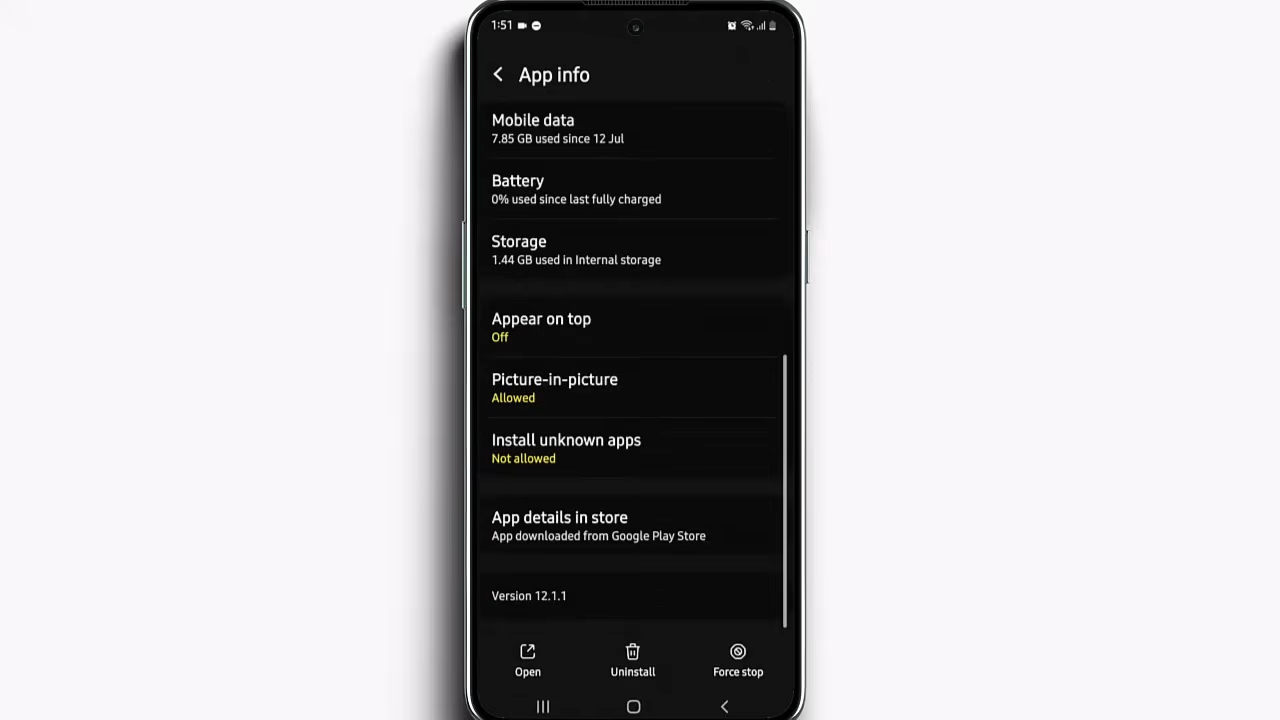 1:51
App info
Mobile data
7.85 GB used since 12 Jul
Battery
0% used since last fully charged
Storage
1.44 GB used in Internal storage
Appear on top
Off
Picture-in-picture
Allowed
Install unknown apps
Not allowed
App details in store
App downloaded from Google Play Store
Version 12.1.1
Open Uninstall Force stop